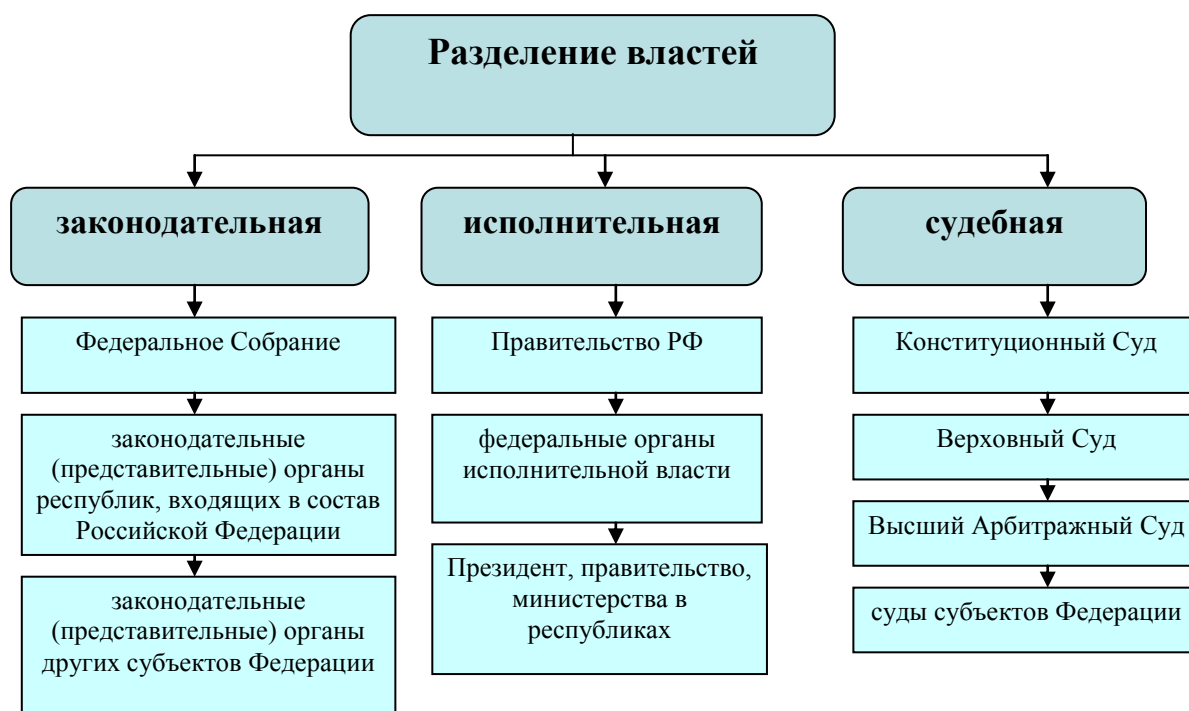 Разделение властей
законодательная
исполнительная
судебная
Федеральное Собрание
законодательные
(представительные) органы
республик, входящих в состав
Российской Федерации
законодательные
(представительные) органы
других субъектов Федерации
Правительство РФ
федеральные органы
исполнительной власти
Президент, правительство,
министерства в
республиках
Конституционный Суд
Верховный Суд
Высший Арбитражный Суд
суды субъектов Федерации